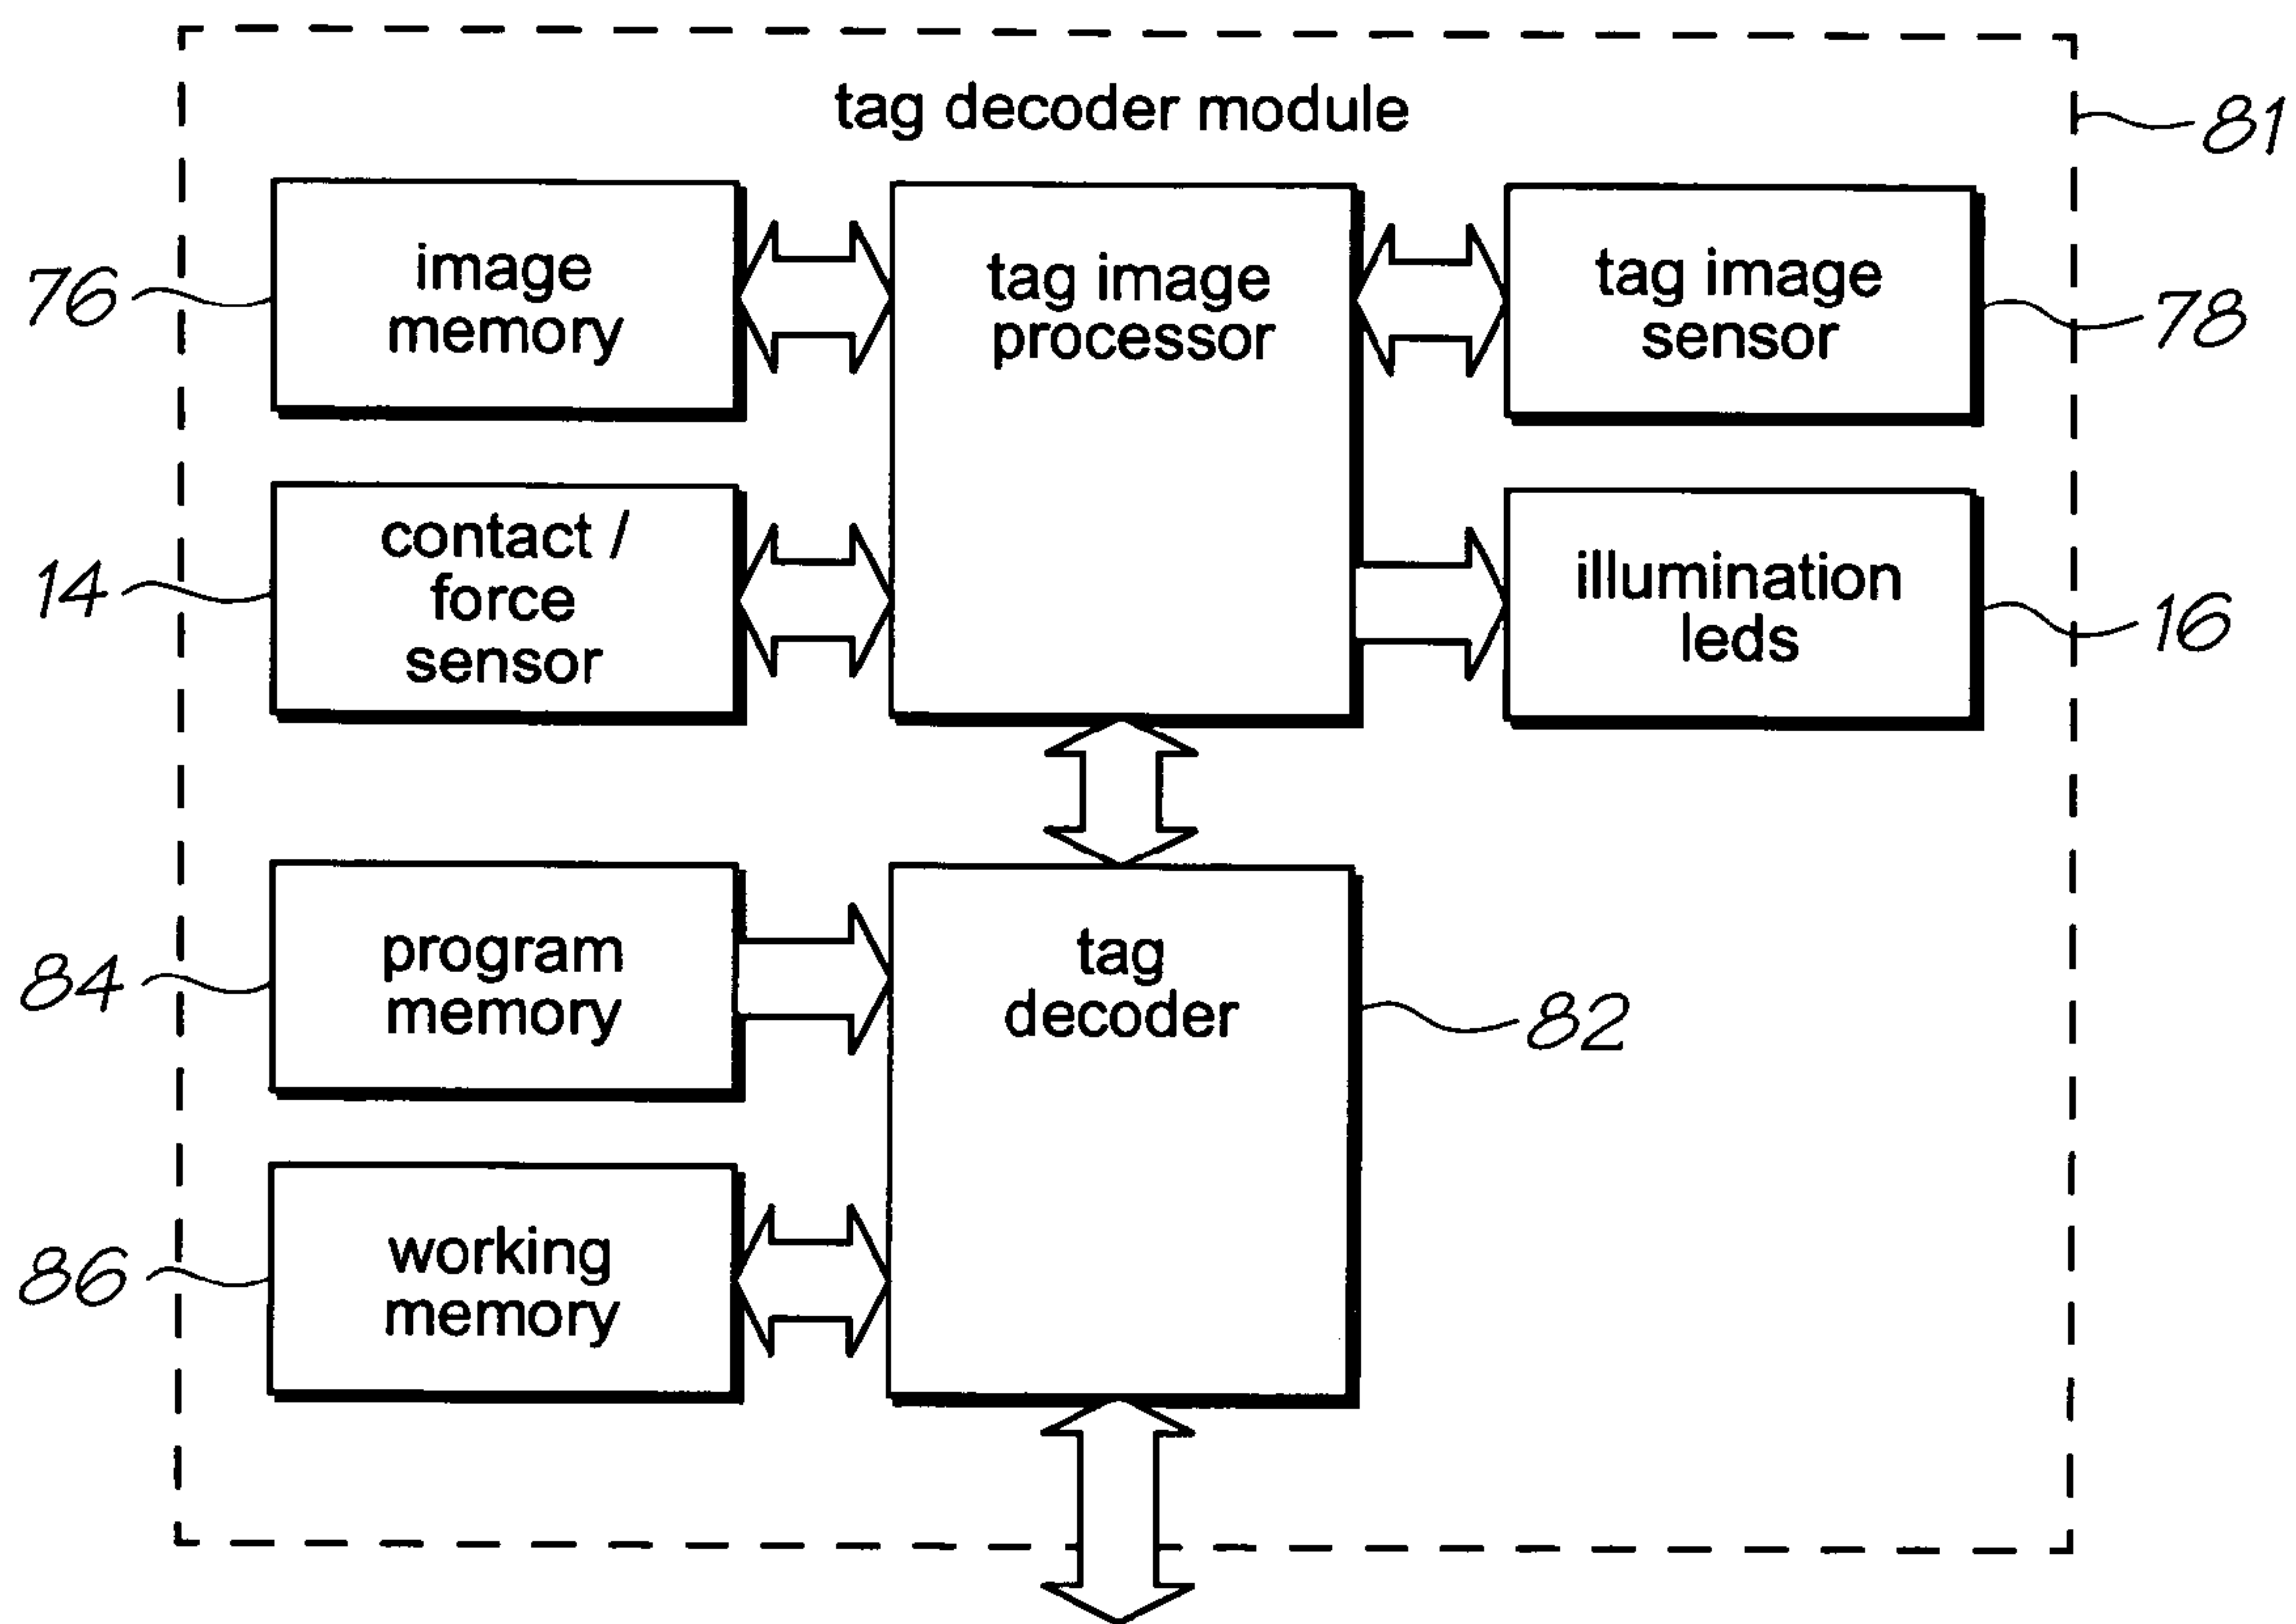 tag decoder module
81
image
memory
76
tag image
processor
tag image
sensor
78
contact /
force
sensor
14
illumination
leds
16
program
memory
84
tag
decoder
82
working
memory
86